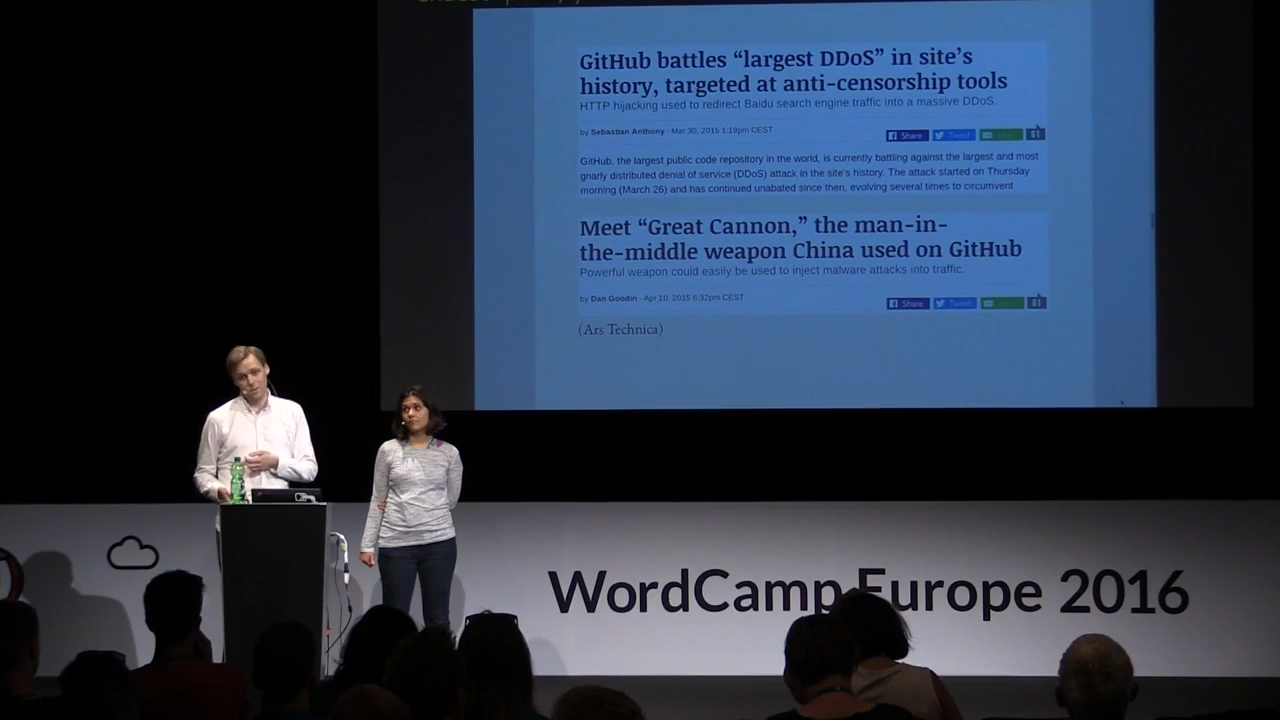 GitHub battles “largest DDoS” in site’s
history, targeted at anti-censorship tools
HTTP hijacking used to redirect Baidu search engine traffic into a massive DDoS.
by Sebastian Anthony - Mar 30, 2015 1:19pm CEST
Share Tweet 81
GitHub, the largest public code repository in the world, is currently battling against the largest and most
gnarly distributed denial of service (DDoS) attack in the site's history. The attack started on Thursday
morning (March 26) and has continued unabated since then, evolving several times to circumvent
Meet “Great Cannon,” the man-in-
the-middle weapon China used on GitHub
Powerful weapon could easily be used to inject malware attacks into traffic.
by Dan Goodin - Apr 10, 2015 6:32pm CEST
Share Tweet 81
(Ars Technica)
WordCamp Europe 2016